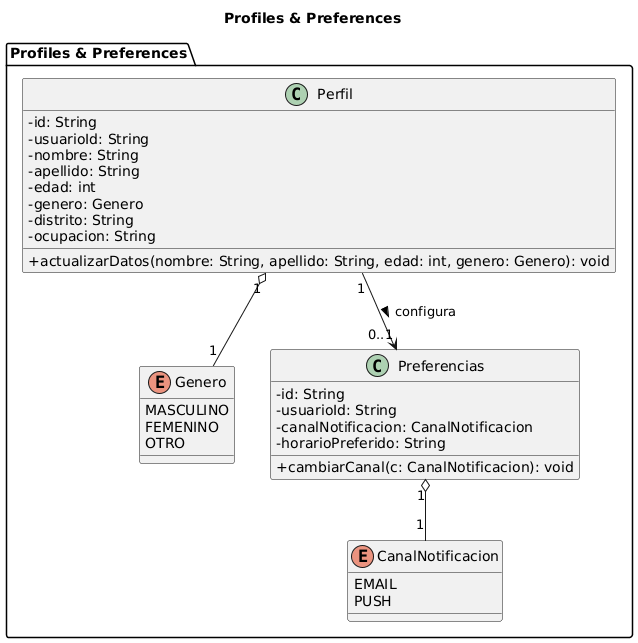 Profiles & Preferences
Profiles & Preferences
C Perfil
-id: String
-usuarioId: String
-nombre: String
-apellido: String
-edad: int
-genero: Genero
-distrito: String
-ocupacion: String
+actualizarDatos(nombre: String, apellido: String, edad: int, genero: Genero): void
1
1
configura
0..1
1
E Genero
MASCULINO
FEMENINO
OTRO
C Preferencias
-id: String
-usuarioId: String
-canalNotificacion: CanalNotificacion
-horarioPreferido: String
+cambiarCanal(c: CanalNotificacion): void
1
1
E CanalNotificacion
EMAIL
PUSH